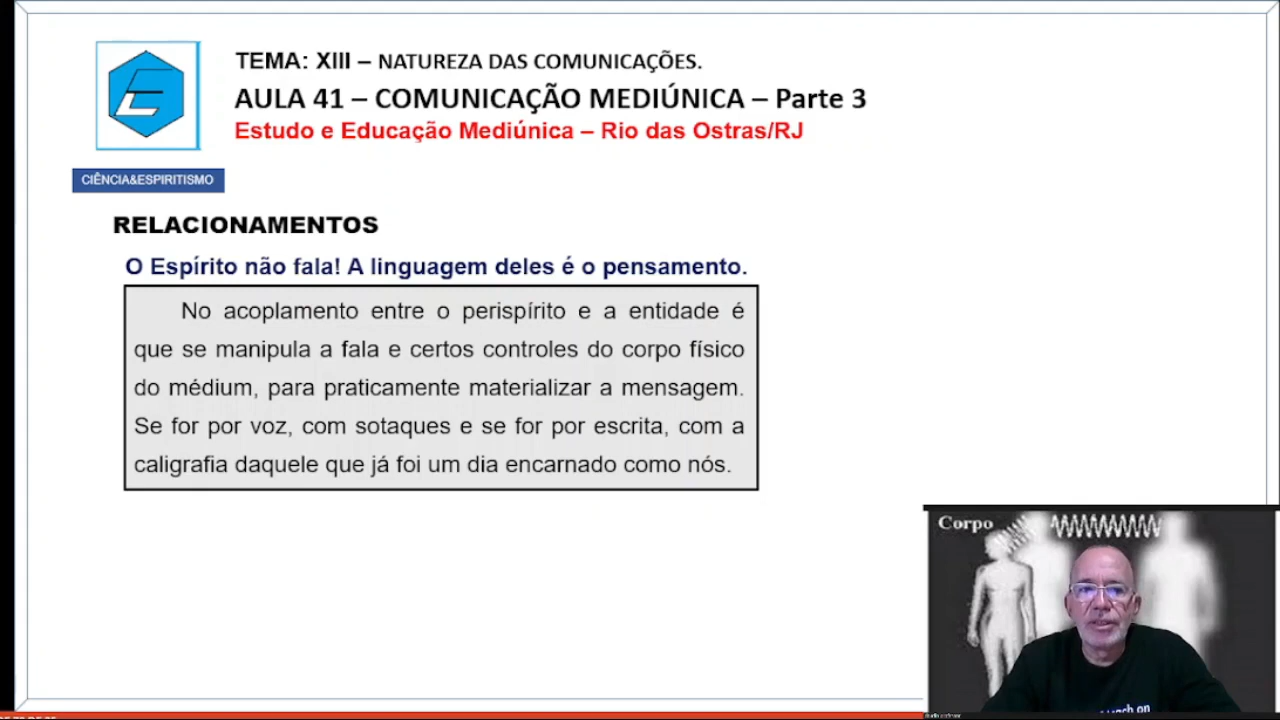 TEMA: XIII – NATUREZA DAS COMUNICAÇÕES.
AULA 41 – COMUNICAÇÃO MEDIÚNICA – Parte 3
Estudo e Educação Mediúnica – Rio das Ostras/RJ
CIÊNCIA&ESPIRITISMO
RELACIONAMENTOS
O Espírito não fala! A linguagem deles é o pensamento.
No acoplamento entre o perispírito e a entidade é
que se manipula a fala e certos controles do corpo físico
do médium, para praticamente materializar a mensagem.
Se for por voz, com sotaques e se for por escrita, com a
caligrafia daquele que já foi um dia encarnado como nós.
Corpo